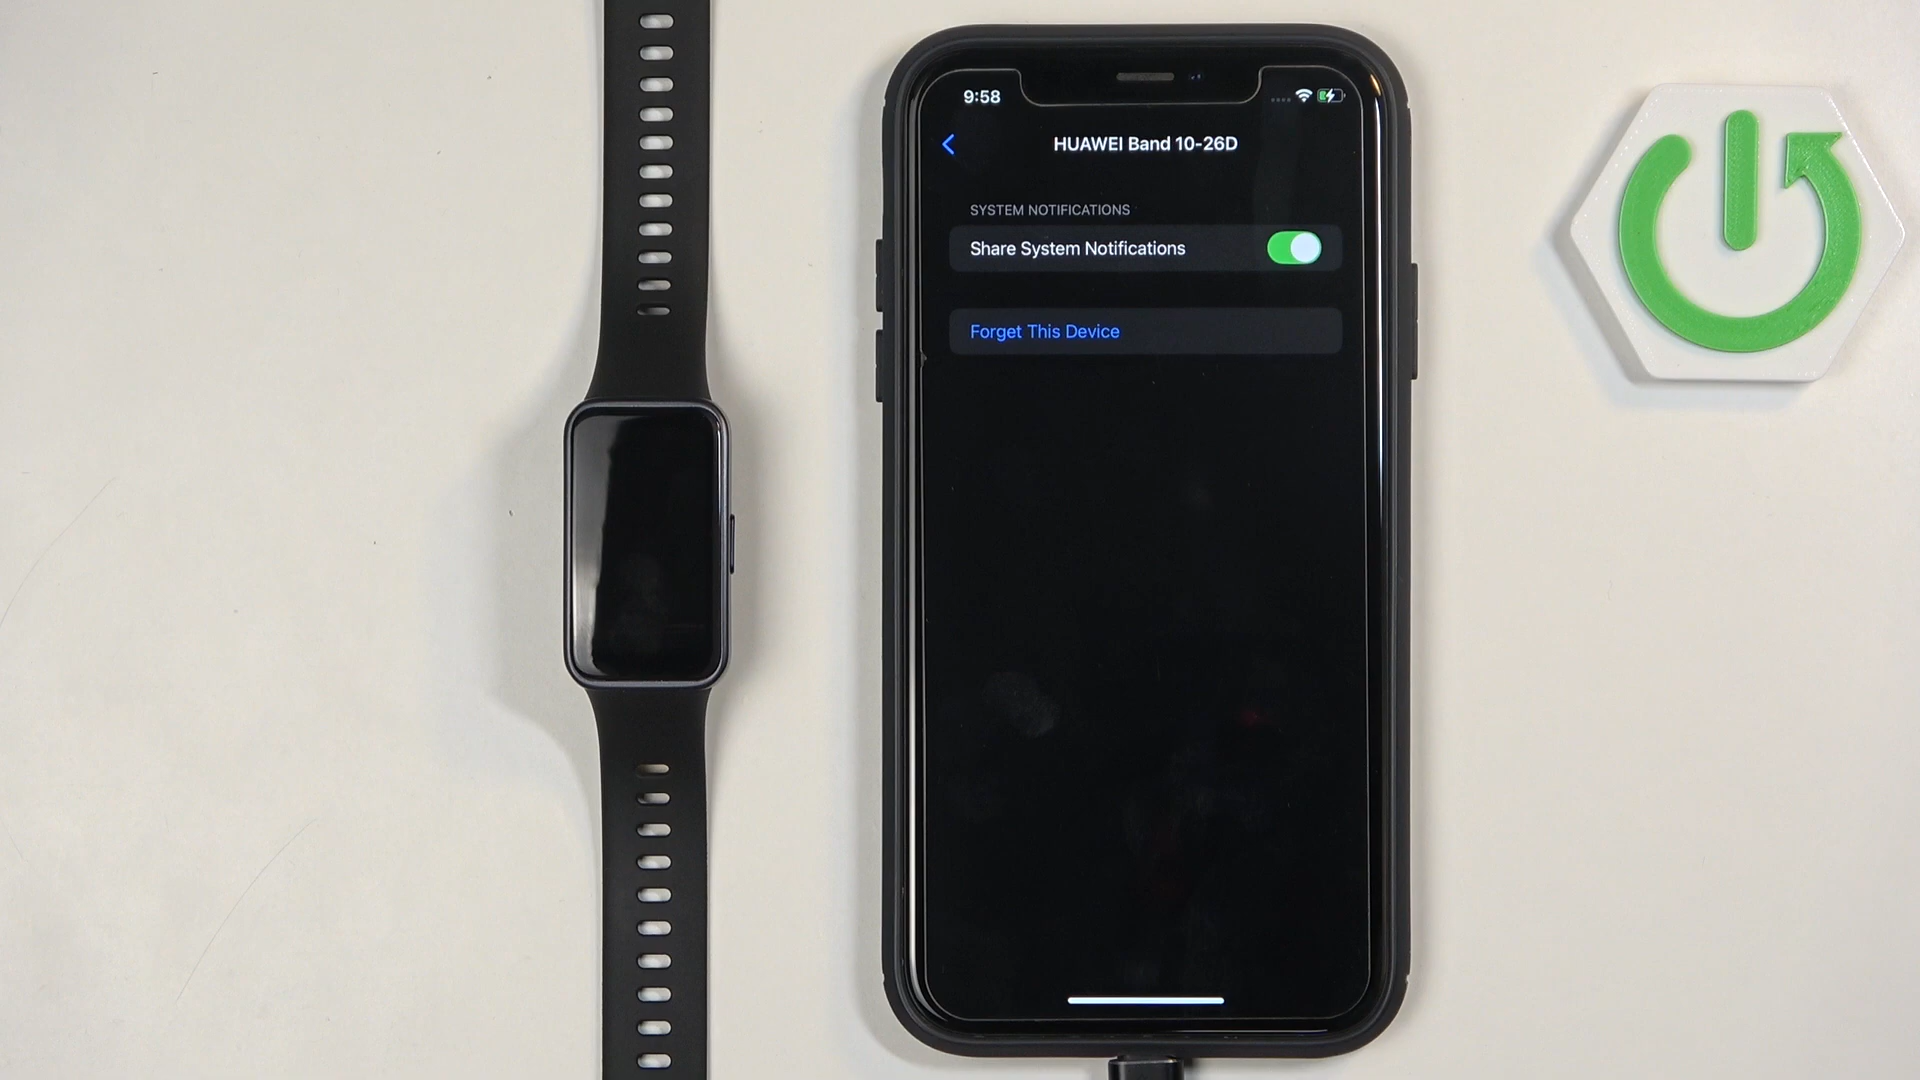 9:58
HUAWEI Band 10-26D
SYSTEM NOTIFICATIONS
Share System Notifications
Forget This Device